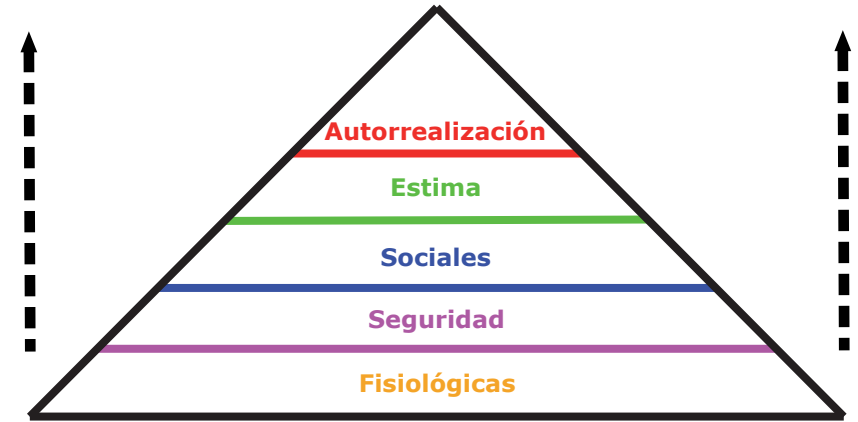 Autorrealización
Estima
Sociales
Seguridad
Fisiológicas